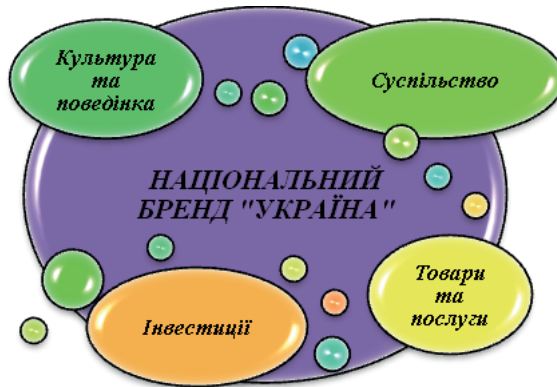 Культура
та
поведінка
Суспільство
НАЦІОНАЛЬНИЙ
БРЕНД "УКРАЇНА"
Товари
та
послуги
Інвестиції